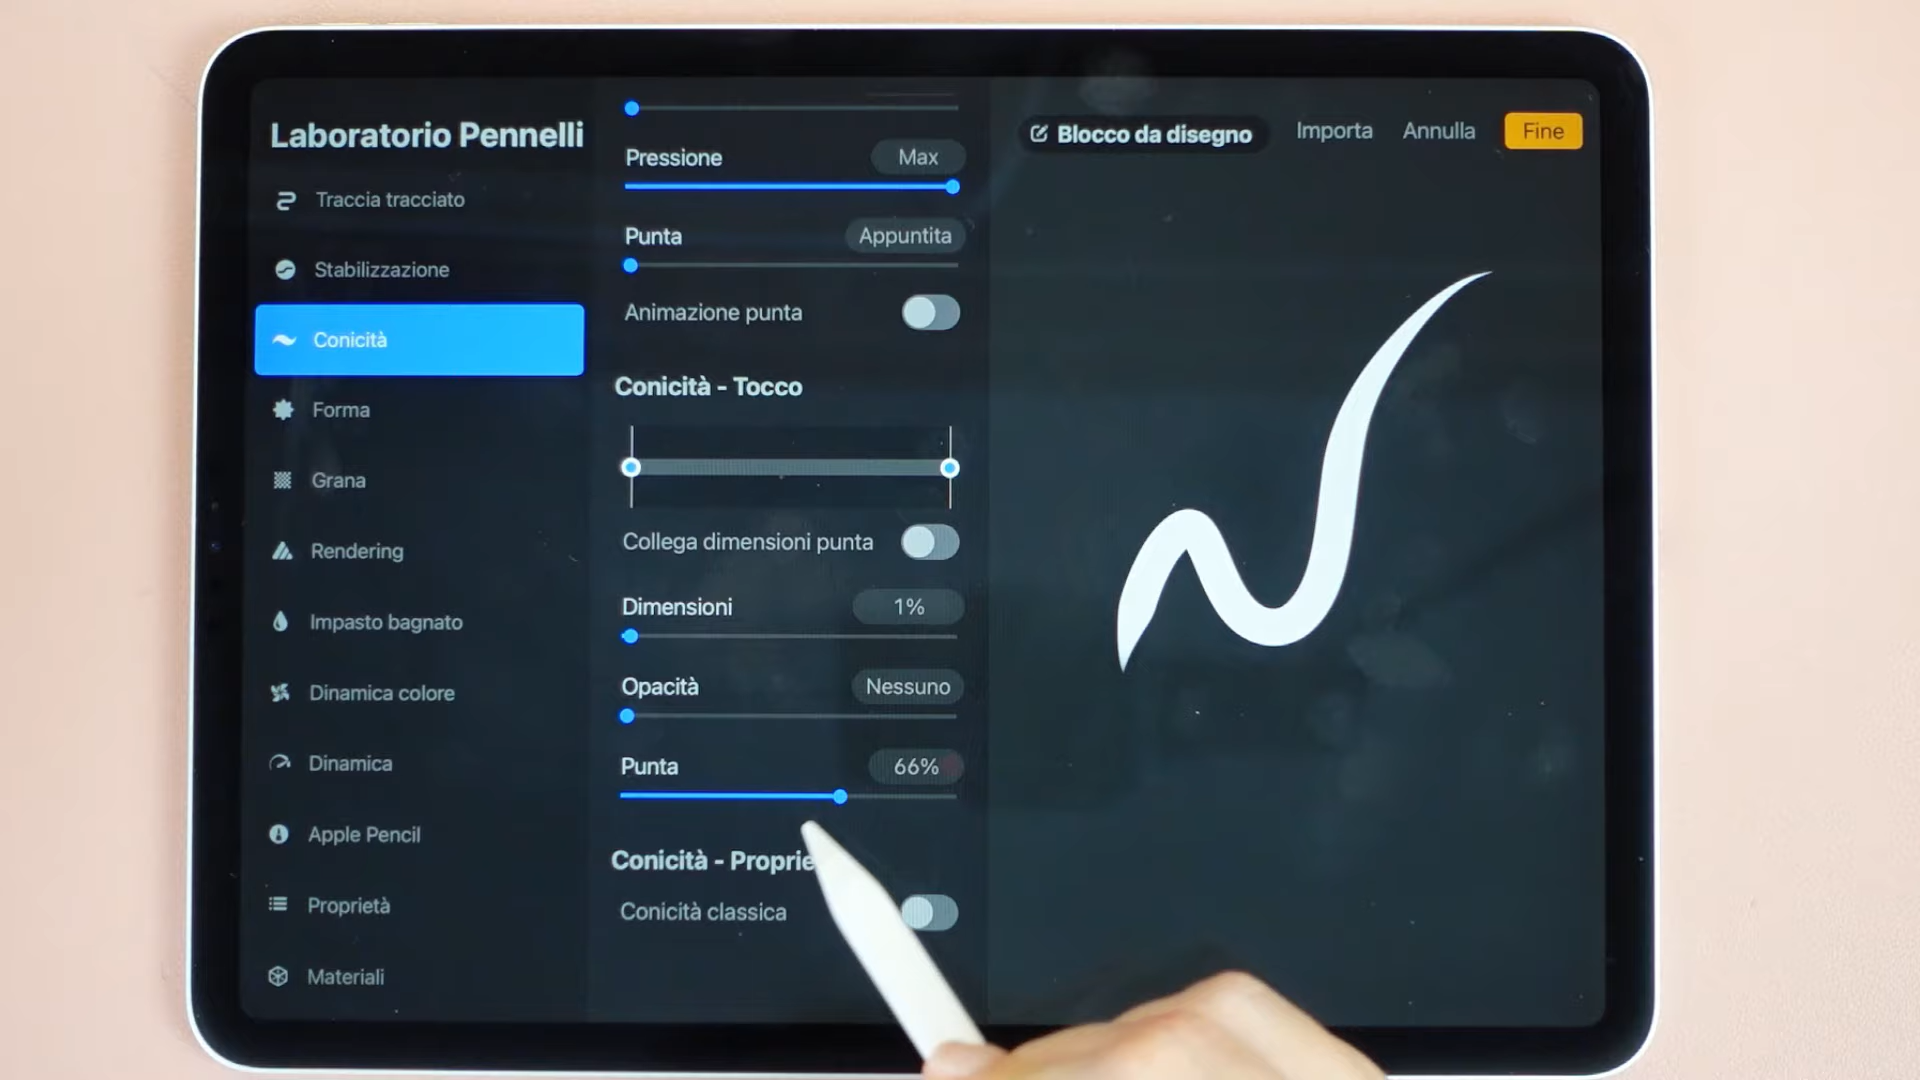 Laboratorio Pennelli
Traccia tracciato
Stabilizzazione
Conicità
Forma
Grana
Rendering
Impasto bagnato
Dinamica colore
Dinamica
Apple Pencil
Proprietà
Materiali
Pressione Max
Punta Appuntita
Animazione punta
Conicità - Tocco
Collega dimensioni punta
Dimensioni 1%
Opacità Nessuno
Punta 66%
Conicità - Proprie
Conicità classica
Blocco da disegno Importa Annulla Fine